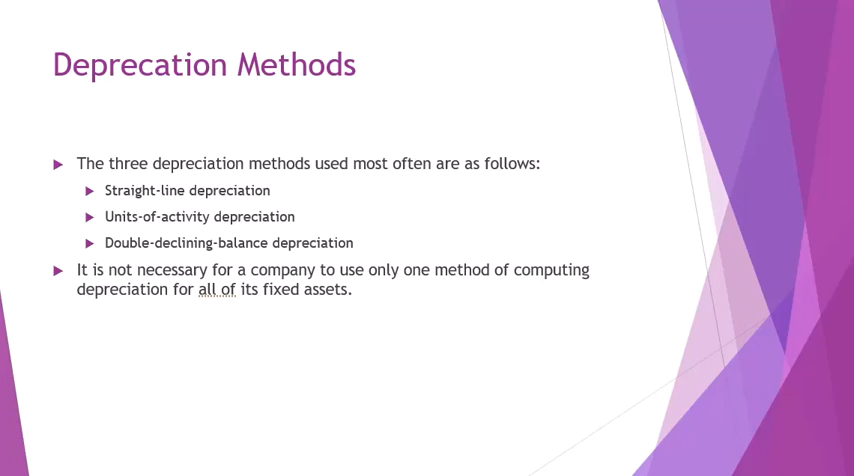 Deprecation Methods
The three depreciation methods used most often are as follows:
Straight-line depreciation
Units-of-activity depreciation
Double-declining-balance depreciation
It is not necessary for a company to use only one method of computing
depreciation for all of its fixed assets.